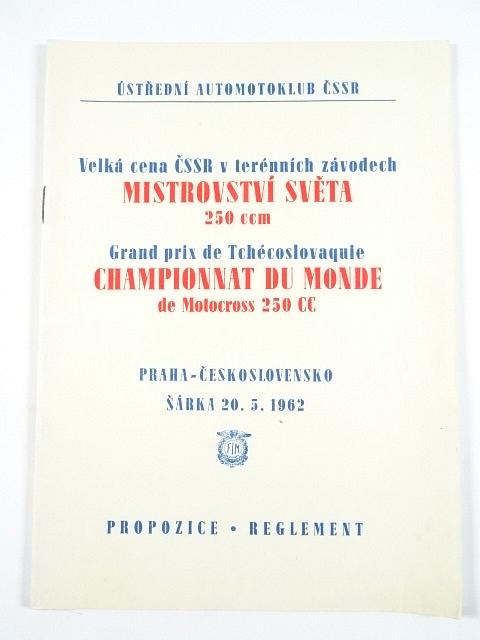 ÚSTŘEDNÍ AUTOMOTOKLUB ČSSR
Velká cena ČSSR v terénních závodech
MISTROVSTVÍ SVĚTA
250 ccm
Grand prix de Tchécoslovaquie
CHAMPIONNAT DU MONDE
de Motocross 250 CC
PRAHA-ČESKOSLOVENSKO
ŠÁRKA 20. 5. 1962
FIM
PROPOZICE • REGLEMENT